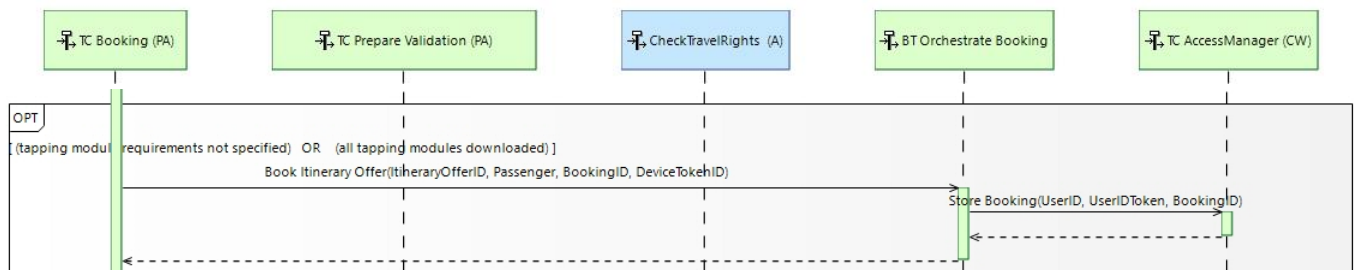 TC Booking (PA)
TC Prepare Validation (PA)
CheckTravelRights (A)
BT Orchestrate Booking
TC AccessManager (CW)
OPT
[ (tapping module requirements not specified) OR (all tapping modules downloaded) ]
Book Itinerary Offer(ItineraryOfferID, Passenger, BookingID, DeviceTokenID)
Store Booking(UserID, UserIDToken, BookingID)